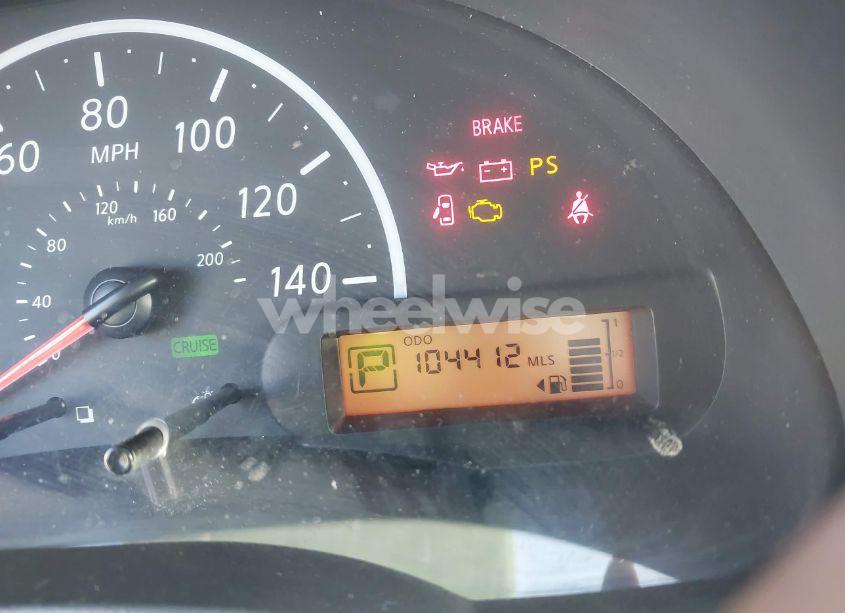 80
100
BRAKE
60
MPH
PS
120
120
160
km/h
80
200
140
40
wheelwise
CRUISE
ODO
P
104412 MLS
1
1/2
0